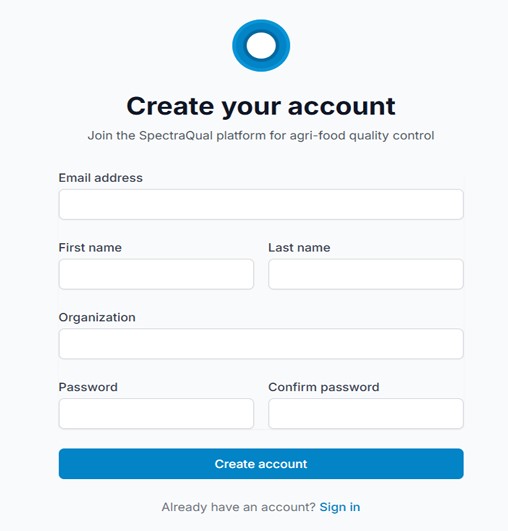 Create your account
Join the SpectraQual platform for agri-food quality control
Email address
First name Last name
Organization
Password Confirm password
Create account
Already have an account? Sign in